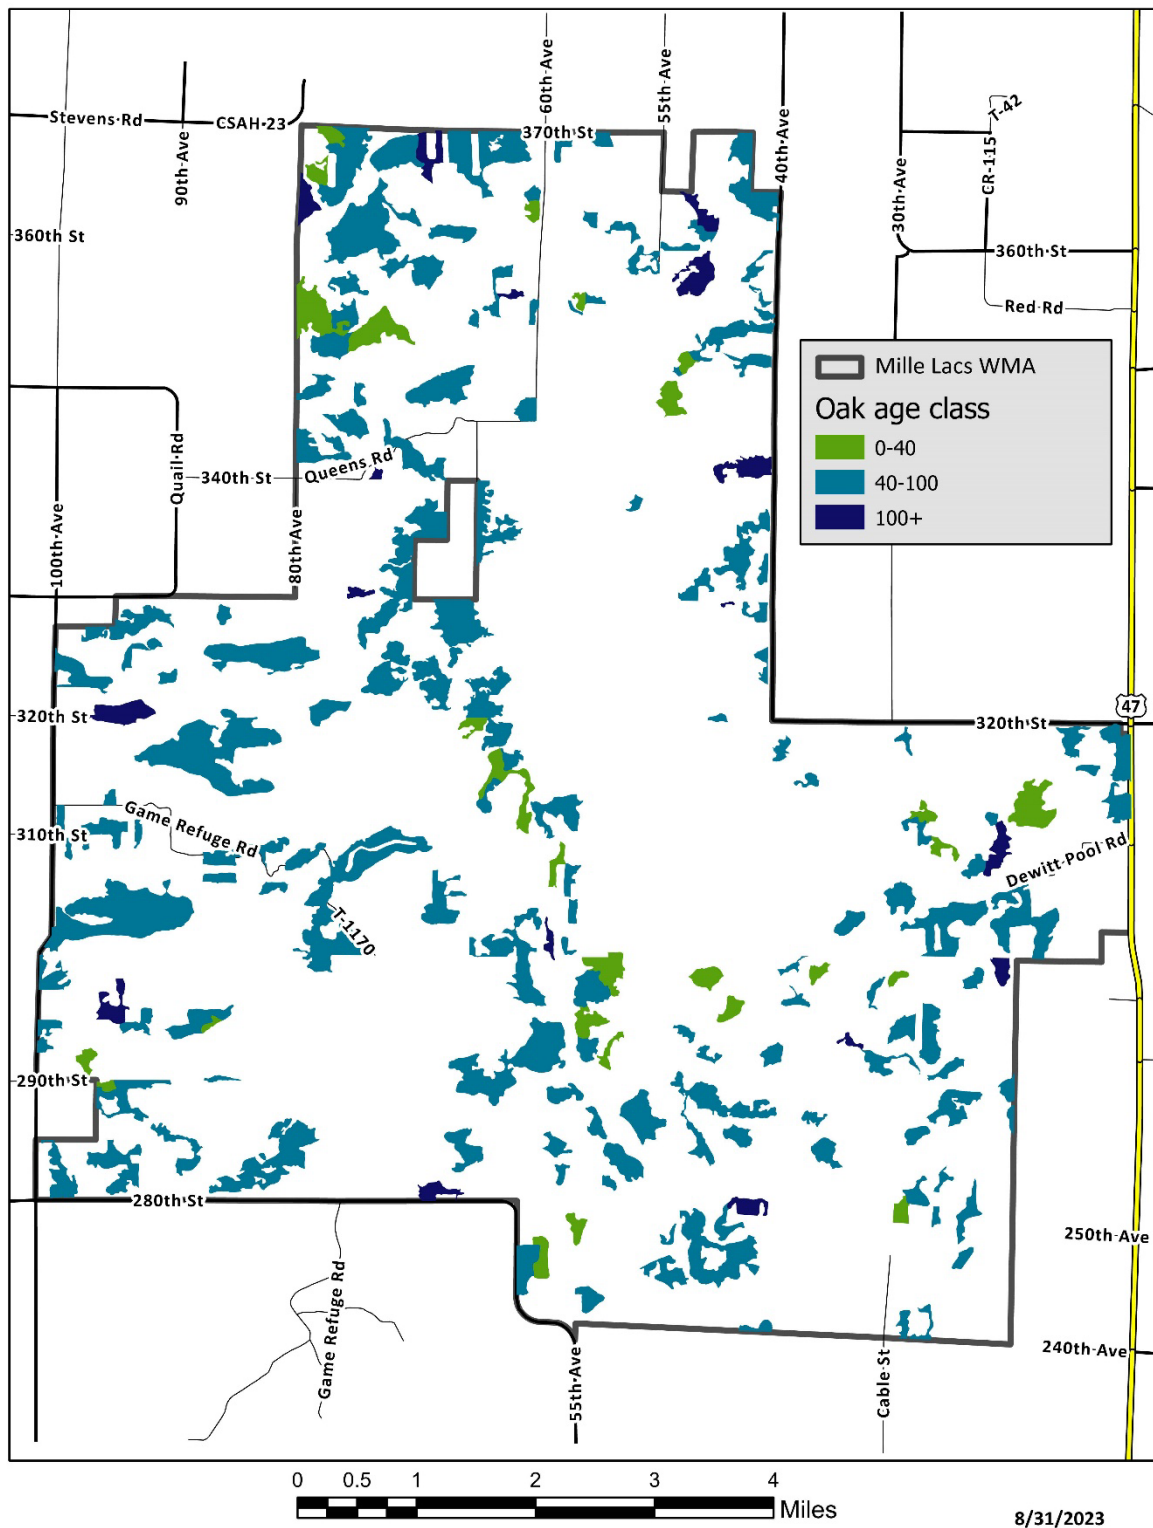 60th Ave
55th Ave
40th Ave
T-42
Stevens Rd
CSAH 23
370th St
90th Ave
30th Ave
CR-115
360th St
360th St
Red Rd
Mille Lacs WMA
Oak age class
0-40
40-100
100+
Quail Rd
340th St
Queens Rd
100th Ave
80th Ave
320th St
47
320th St
Game Refuge Rd
310th St
Dewitt Pool Rd
T-1170
290th St
280th St
250th Ave
Game Refuge Rd
240th Ave
55th Ave
Cable St
0 0.5 1 2 3 4
Miles
8/31/2023